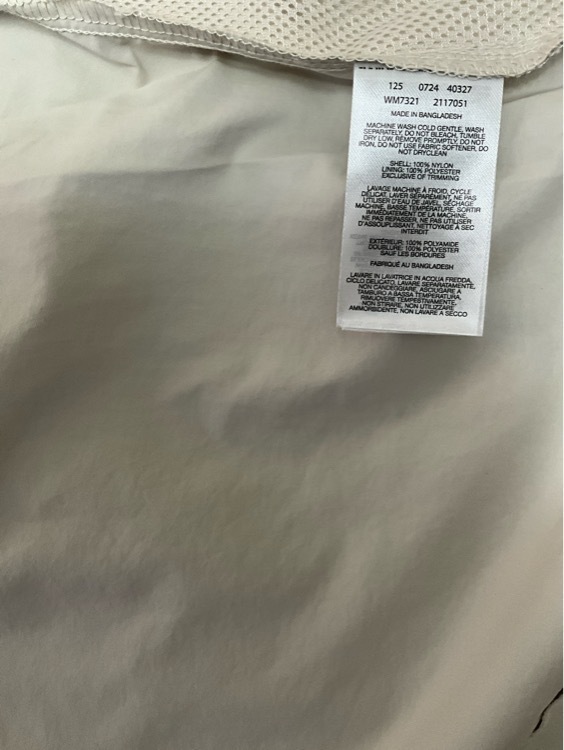 125 0724 40327
WM7321 2117051
MADE IN BANGLADESH
MACHINE WASH COLD GENTLE, WASH
SEPARATELY, DO NOT BLEACH, TUMBLE
DRY LOW, REMOVE PROMPTLY, DO NOT
IRON, DO NOT USE FABRIC SOFTENER, DO
NOT DRYCLEAN
SHELL: 100% NYLON
LINING: 100% POLYESTER
EXCLUSIVE OF TRIMMING
LAVAGE MACHINE À FROID, CYCLE
DÉLICAT, LAVER SÉPARÉMENT, NE PAS
UTILISER D'EAU DE JAVEL, SÉCHAGE
MACHINE, BASSE TEMPÉRATURE, SORTIR
IMMÉDIATEMENT DE LA MACHINE,
NE PAS REPASSER, NE PAS UTILISER
D'ASSOUPLISSANT, NETTOYAGE À SEC
INTERDIT
EXTÉRIEUR: 100% POLYAMIDE
DOUBLURE: 100% POLYESTER
SAUF LES BORDURES
FABRIQUÉ AU BANGLADESH
LAVARE IN LAVATRICE IN ACQUA FREDDA,
CICLO DELICATO, LAVARE SEPARATAMENTE,
NON CANDEGGIARE, ASCIUGARE A
TAMBURO A BASSA TEMPERATURA,
RIMUOVERE TEMPESTIVAMENTE,
NON STIRARE, NON UTILIZZARE
AMMORBIDENTE, NON LAVARE A SECCO